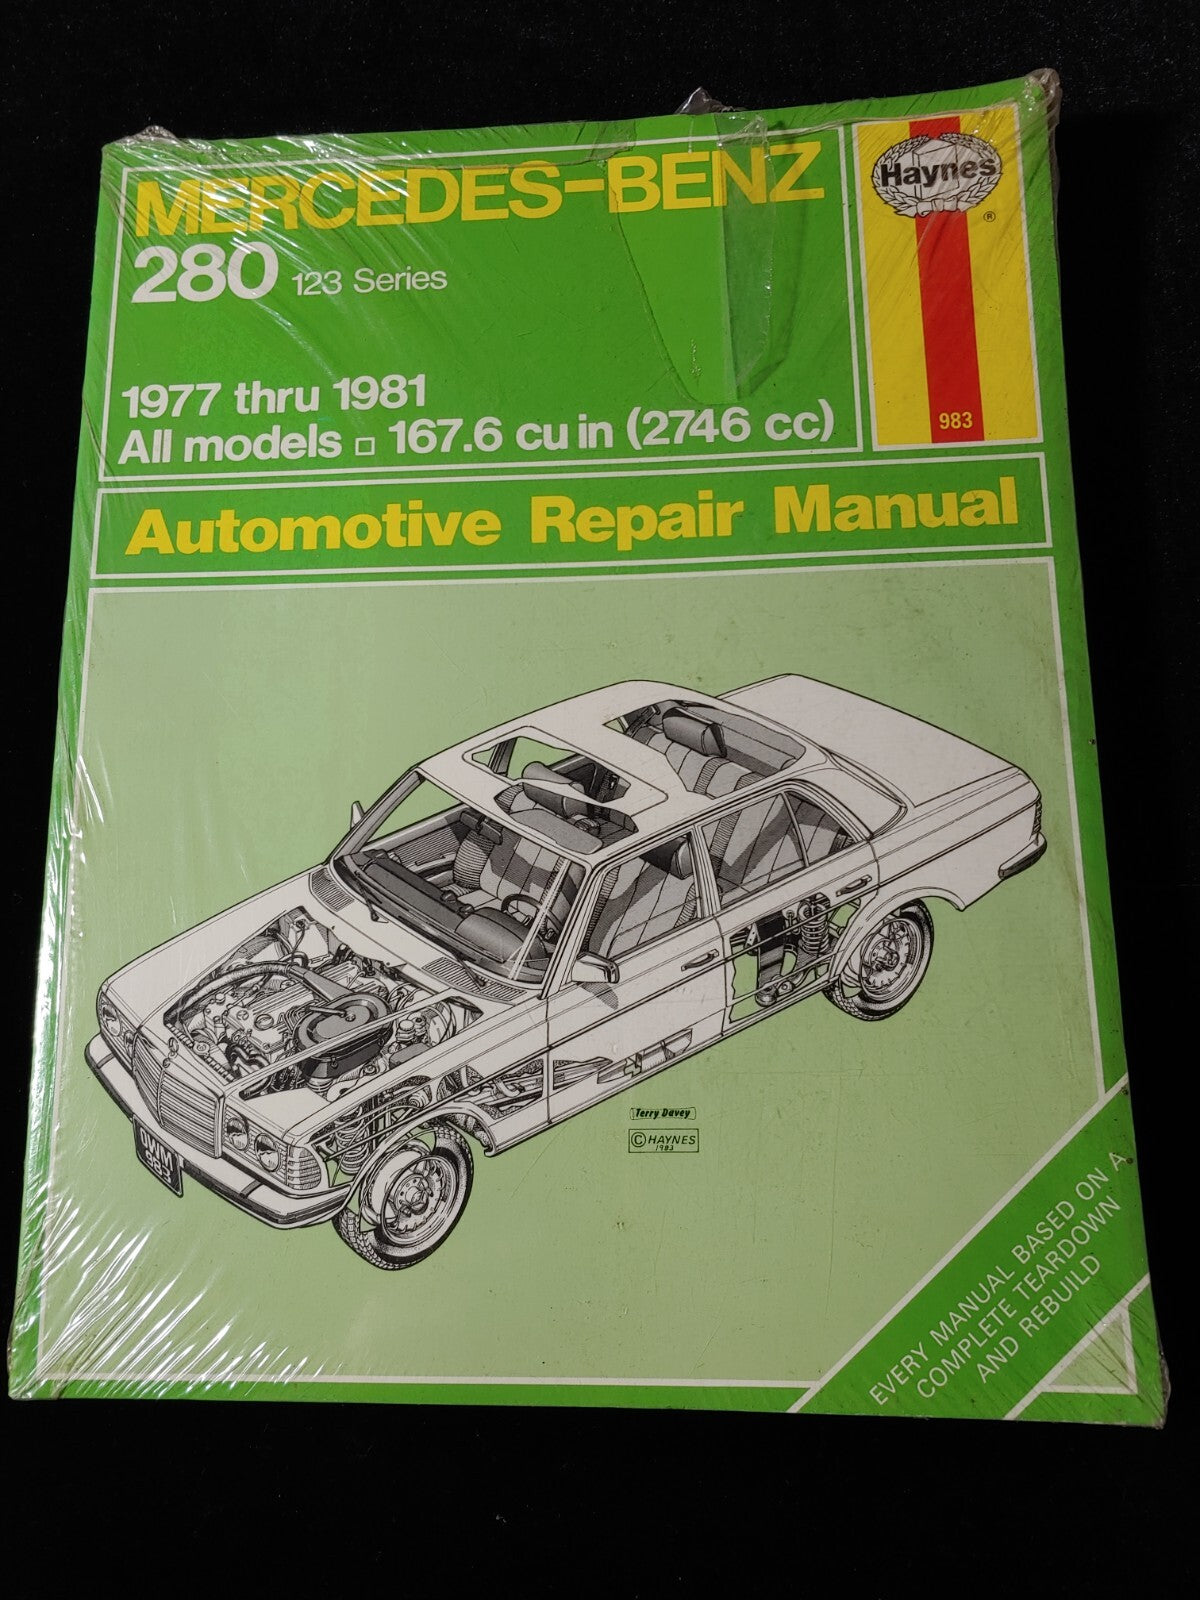 MERCEDES-BENZ
280 123 Series
1977 thru 1981
All models □ 167.6 cu in (2746 cc)
Haynes
®
983
Automotive Repair Manual
OWM
983
Terry Davey
© HAYNES
1983
EVERY MANUAL BASED ON A
COMPLETE TEARDOWN
AND REBUILD